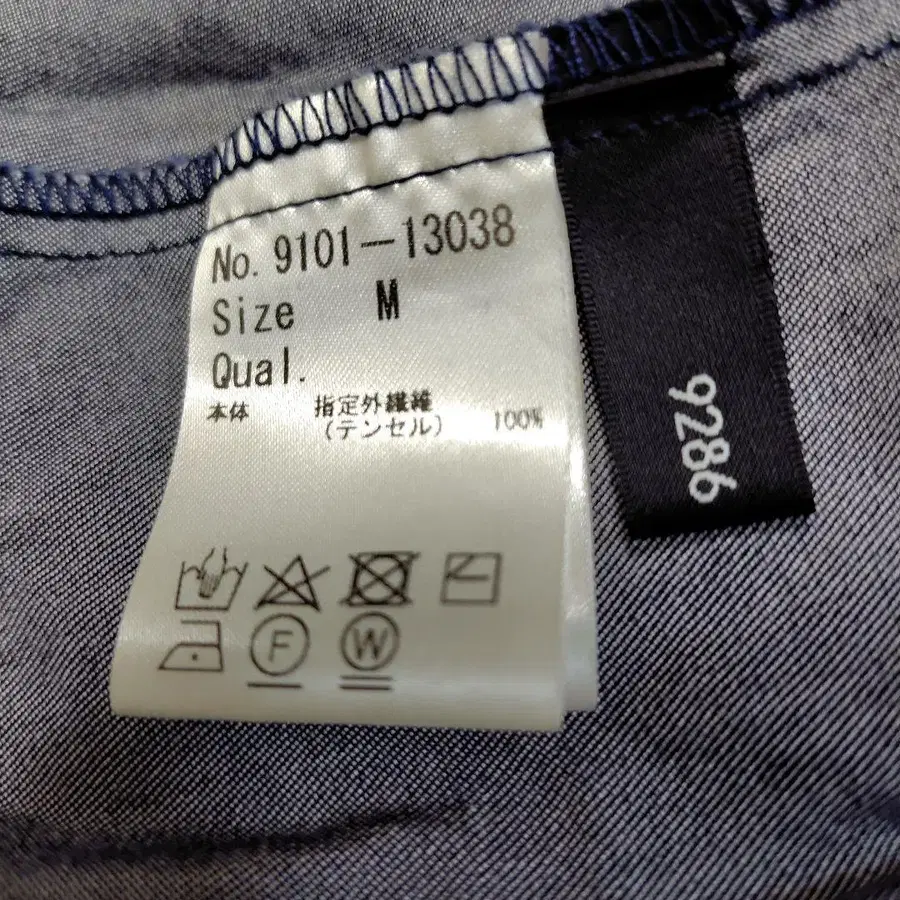 No. 9101-13038
Size M
Qual.
本体 指定外繊維 100%
(テンセル)
F W
9286